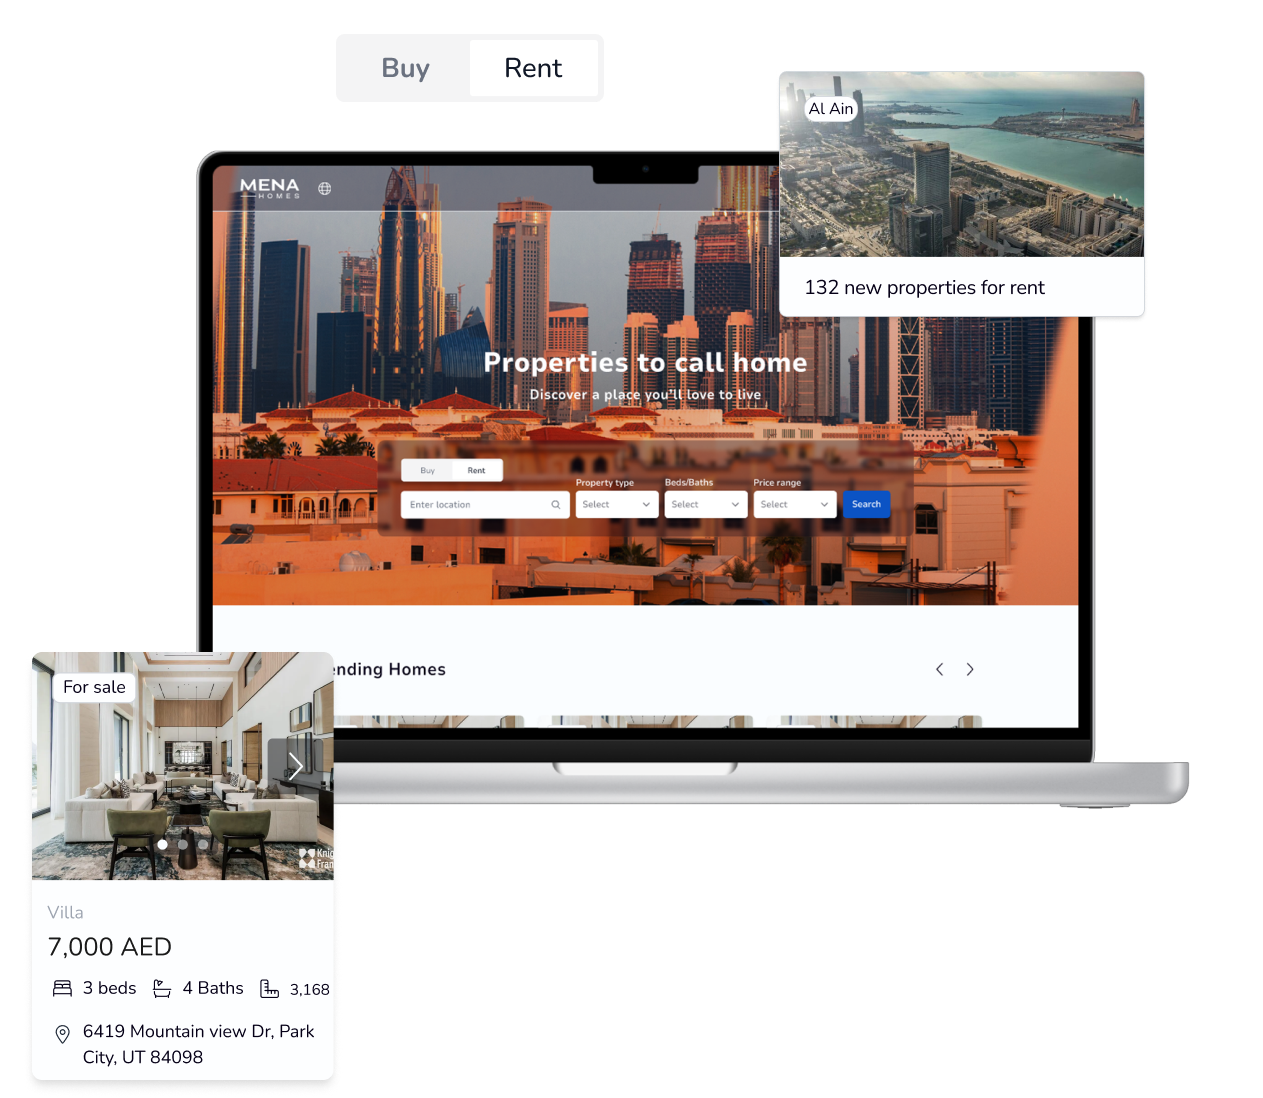 Buy Rent
Al Ain
132 new properties for rent
MENA
HOMES
Properties to call home
Discover a place you'll love to live
Buy Rent
Property type Beds/Baths Price range
Enter location Select Select Select Search
ending Homes
For sale
Villa
7,000 AED
3 beds 4 Baths 3,168
6419 Mountain view Dr, Park
City, UT 84098